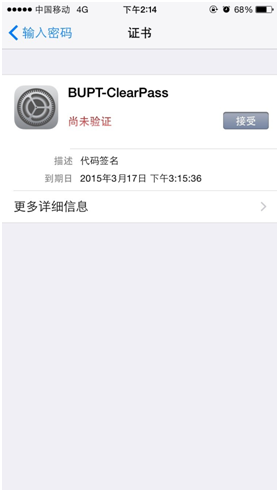 中国移动 4G 下午2:14 68%
输入密码 证书
BUPT-ClearPass
尚未验证 接受
描述 代码签名
到期日 2015年3月17日 下午3:15:36
更多详细信息